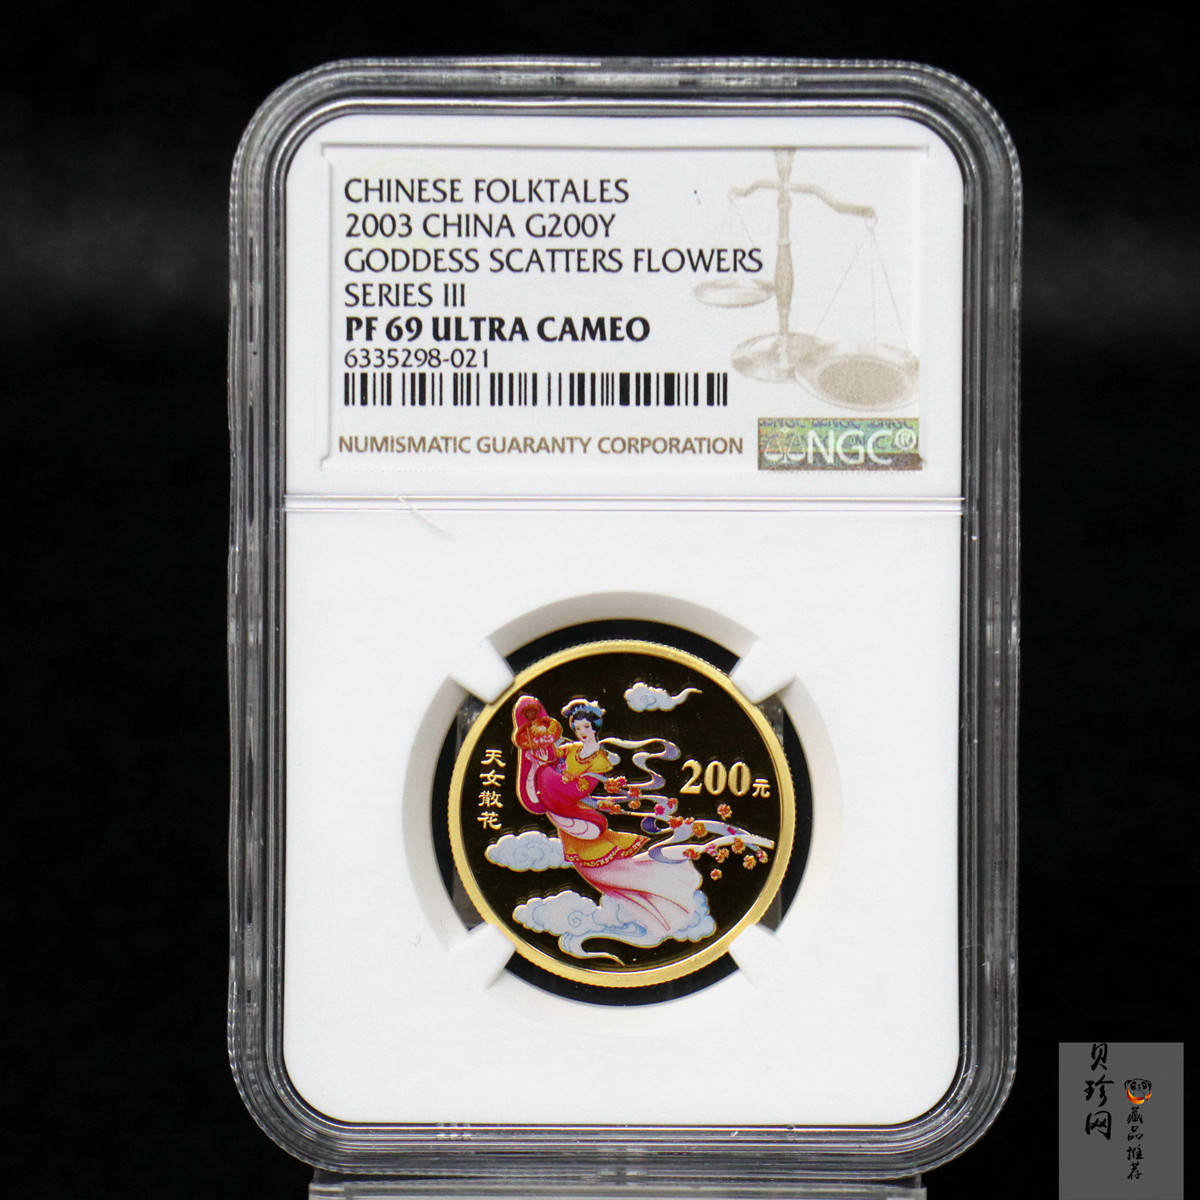 CHINESE FOLKTALES
2003 CHINA G200Y
GODDESS SCATTERS FLOWERS
SERIES III
PF 69 ULTRA CAMEO
6335298-021
NUMISMATIC GUARANTY CORPORATION
NGC®
天女散花
200元
贝珍网
藏品推荐